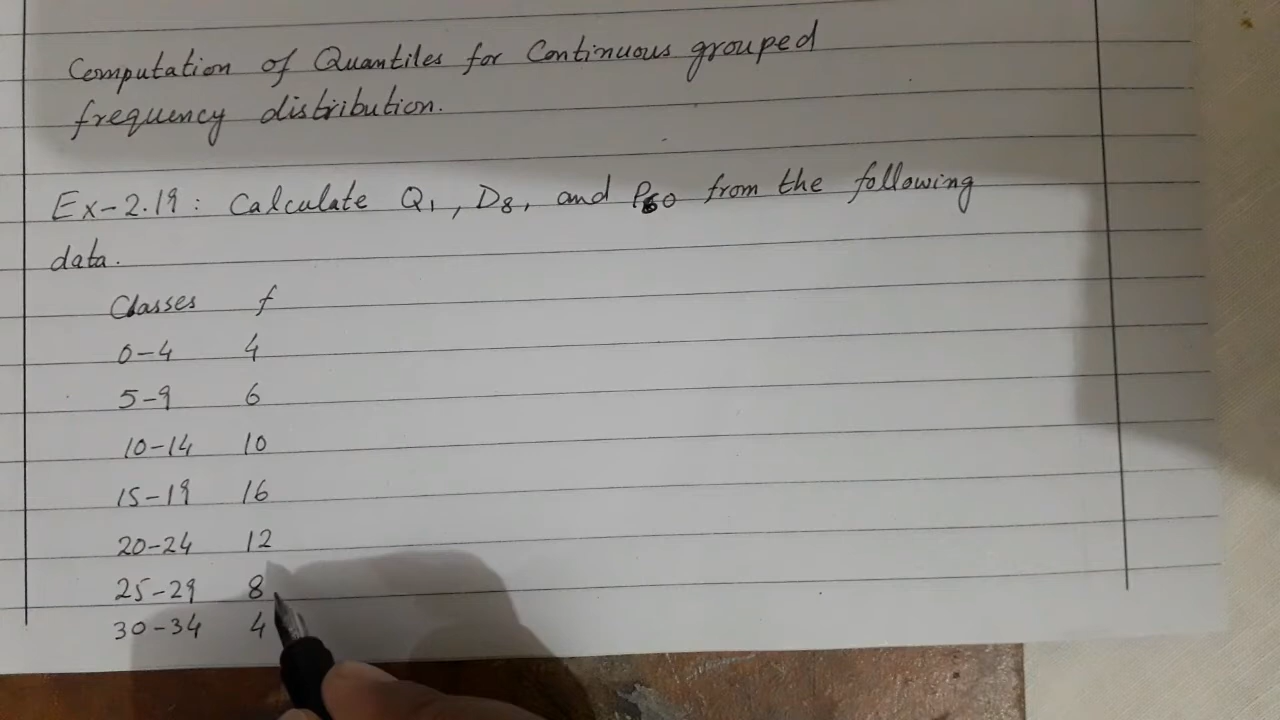 Computation of Quantiles for Continuous grouped
frequency distribution.
Ex-2.19: Calculate Q₁, D₈, and P₆₀ from the following
data.
Classes f
0-4 4
5-9 6
10-14 10
15-19 16
20-24 12
25-29 8
30-34 4